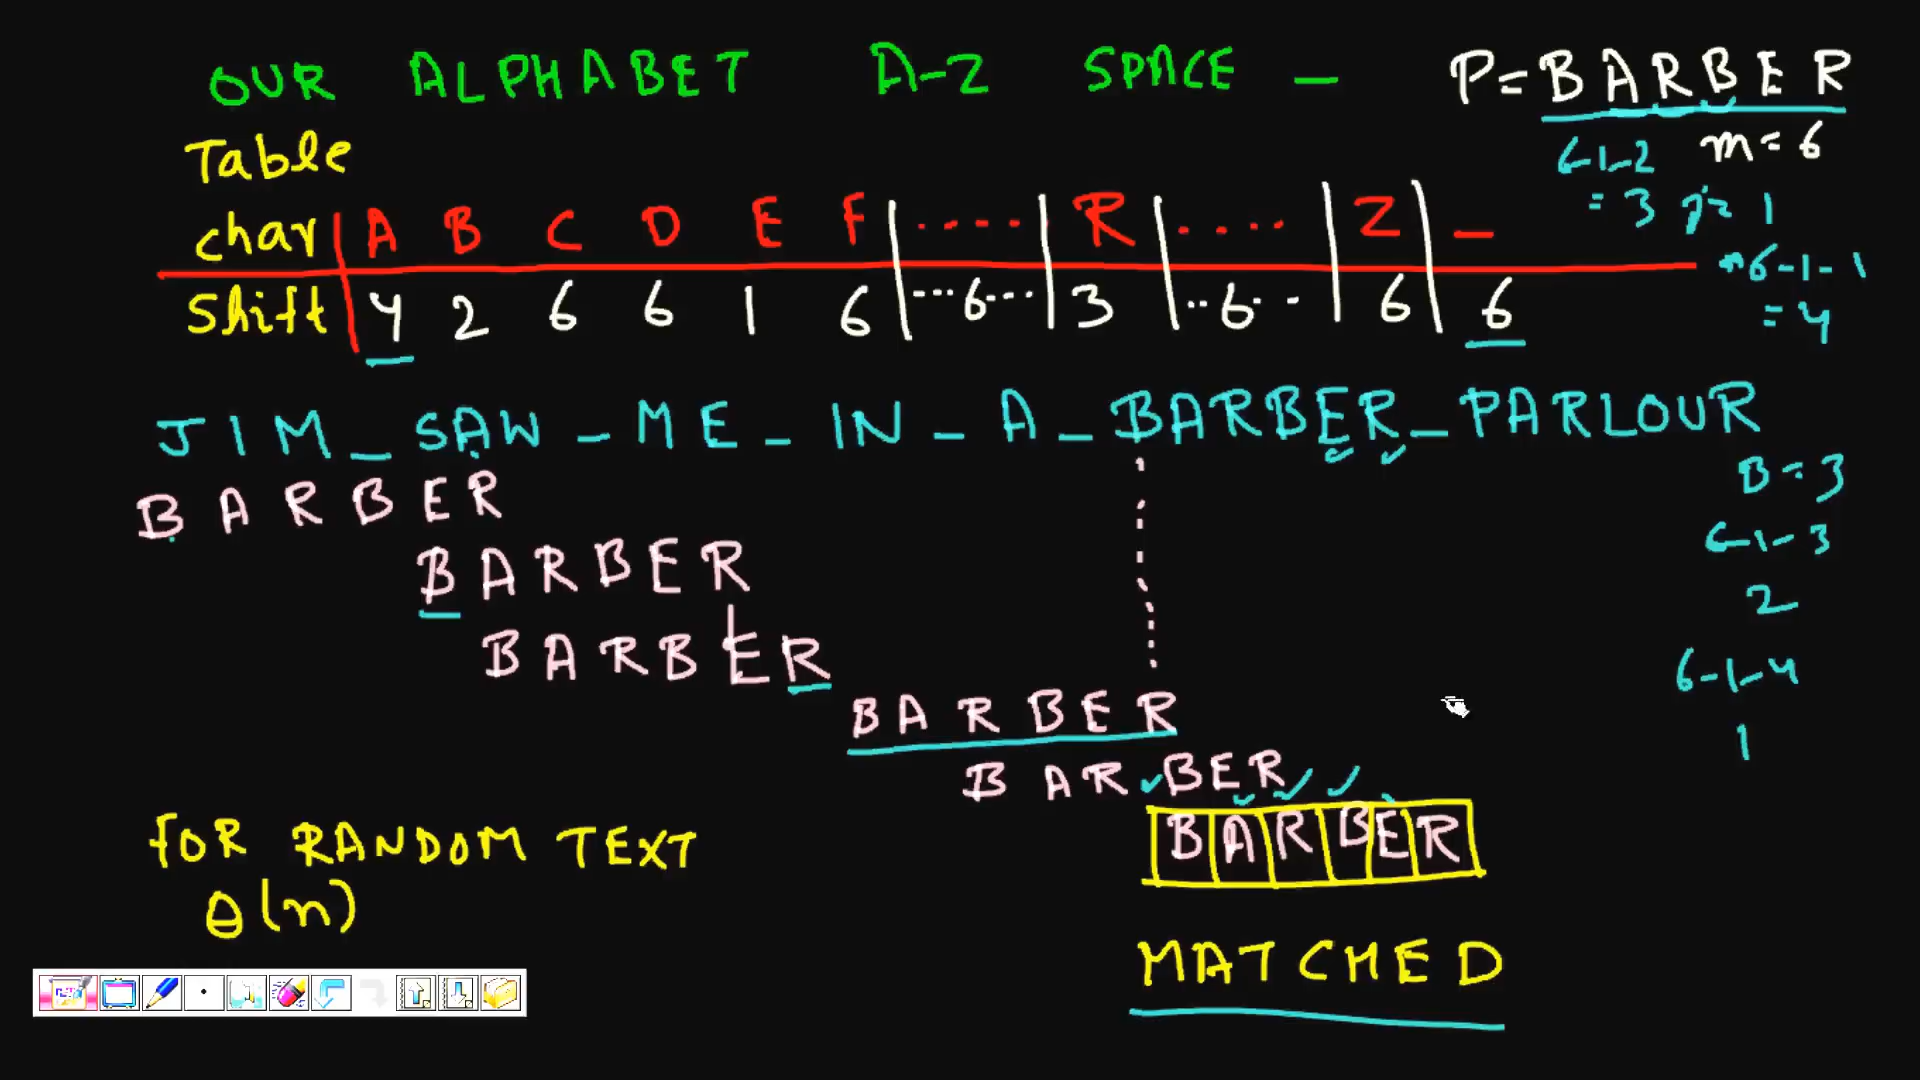 OUR ALPHABET A-Z SPACE — P=BARBER
Table
6-1-2 m=6
= 3 j= 1
char A B C D E F .... R .... Z _
6-1-1
= 4
Shift 4 2 6 6 1 6 ...6... 3 ..6.. 6 6
JIM_SAW_ME_IN_A_BARBER_PARLOUR
B = 3
BARBER
6-1-3
BARBER
2
BARBER
6-1-4
BARBER
1
BARBER
BARBER
FOR RANDOM TEXT
θ(n)
MATCHED